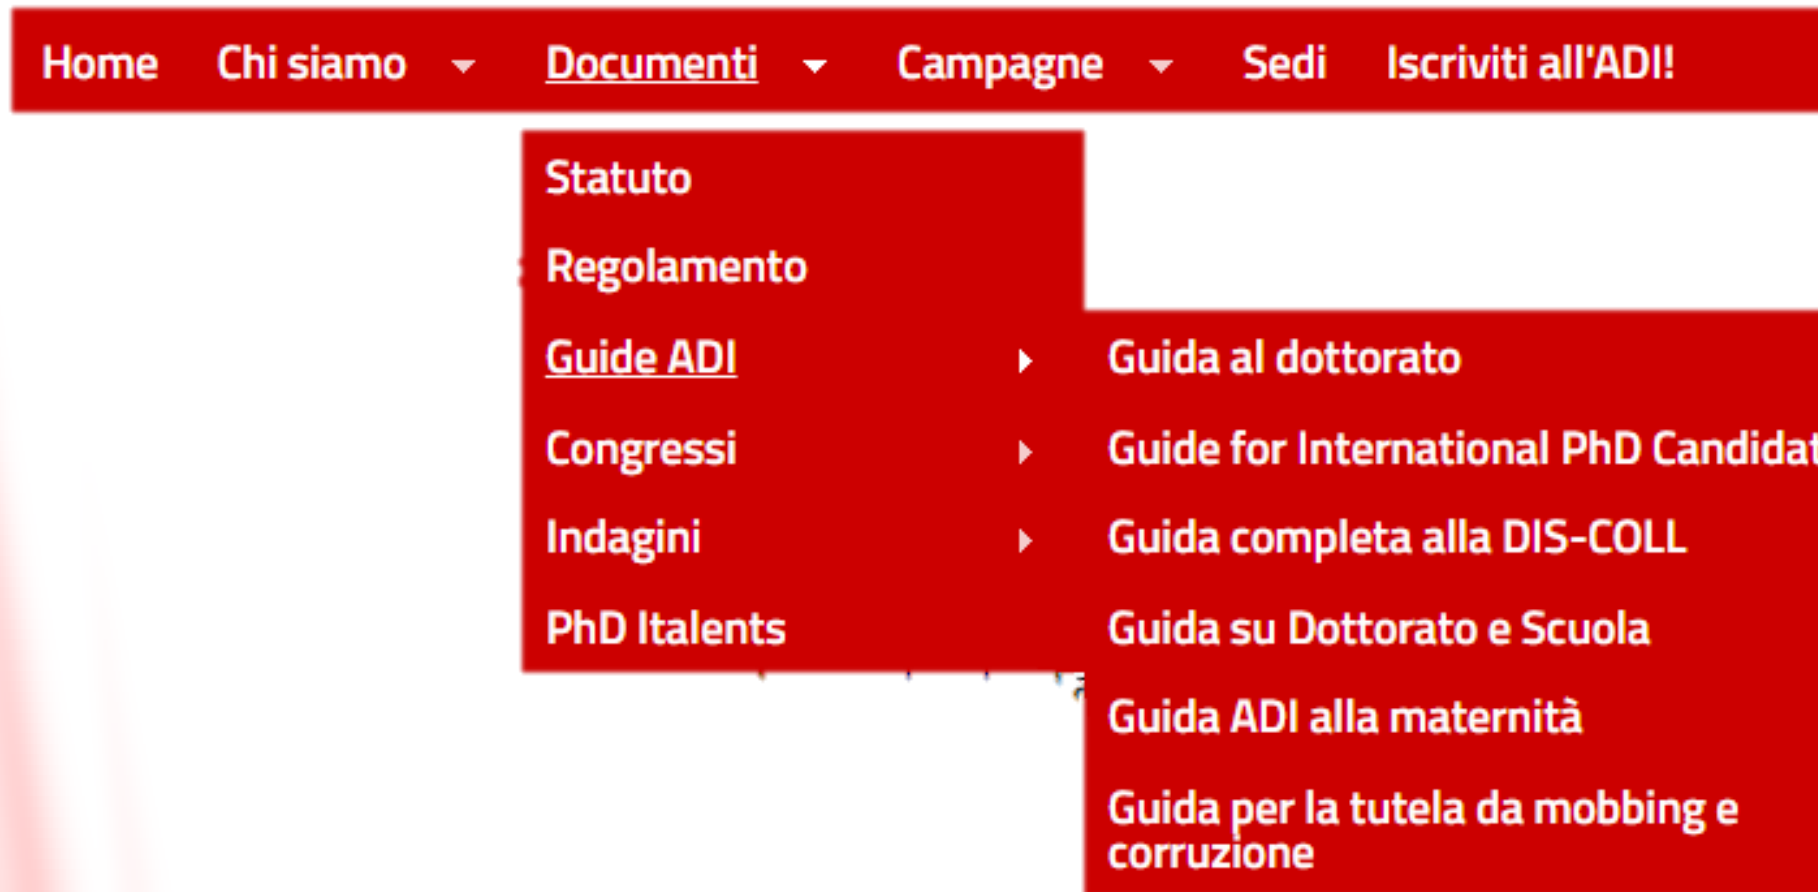 Home Chi siamo Documenti Campagne Sedi Iscriviti all'ADI!
Statuto
Regolamento
Guide ADI
Congressi
Indagini
PhD Italents
Guida al dottorato
Guide for International PhD
Guida completa alla DIS-COLL
Guida su Dottorato e Scuola
Guida ADI alla maternità
Guida per la tutela da mobbing e
corruzione